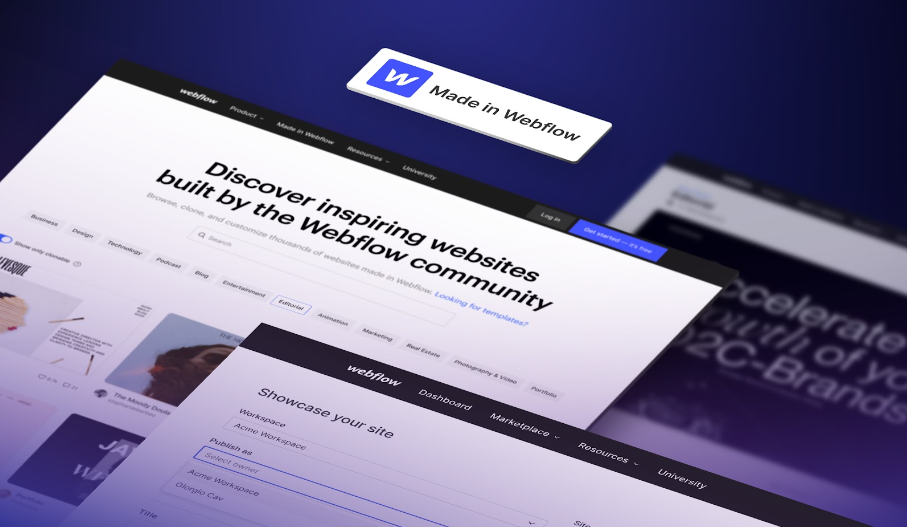 W Made in Webflow
webflow Product Made in Webflow Resources University Log in Get started — it's free
Discover inspiring websites
built by the Webflow community
Browse, clone, and customize thousands of websites made in Webflow. Looking for templates?
Search
Business Design Technology Podcast Blog Entertainment Editorial Animation Marketing Real Estate Photography & Video Portfolio
Show only clonable
The Moody Dods
webflow Dashboard Marketplace Resources University
Showcase your site
Workspace
Acme Workspace
Publish as
Select owner
Acme Workspace
Giorgio Cav
Title
ccelerate
of yo
2C-Brands